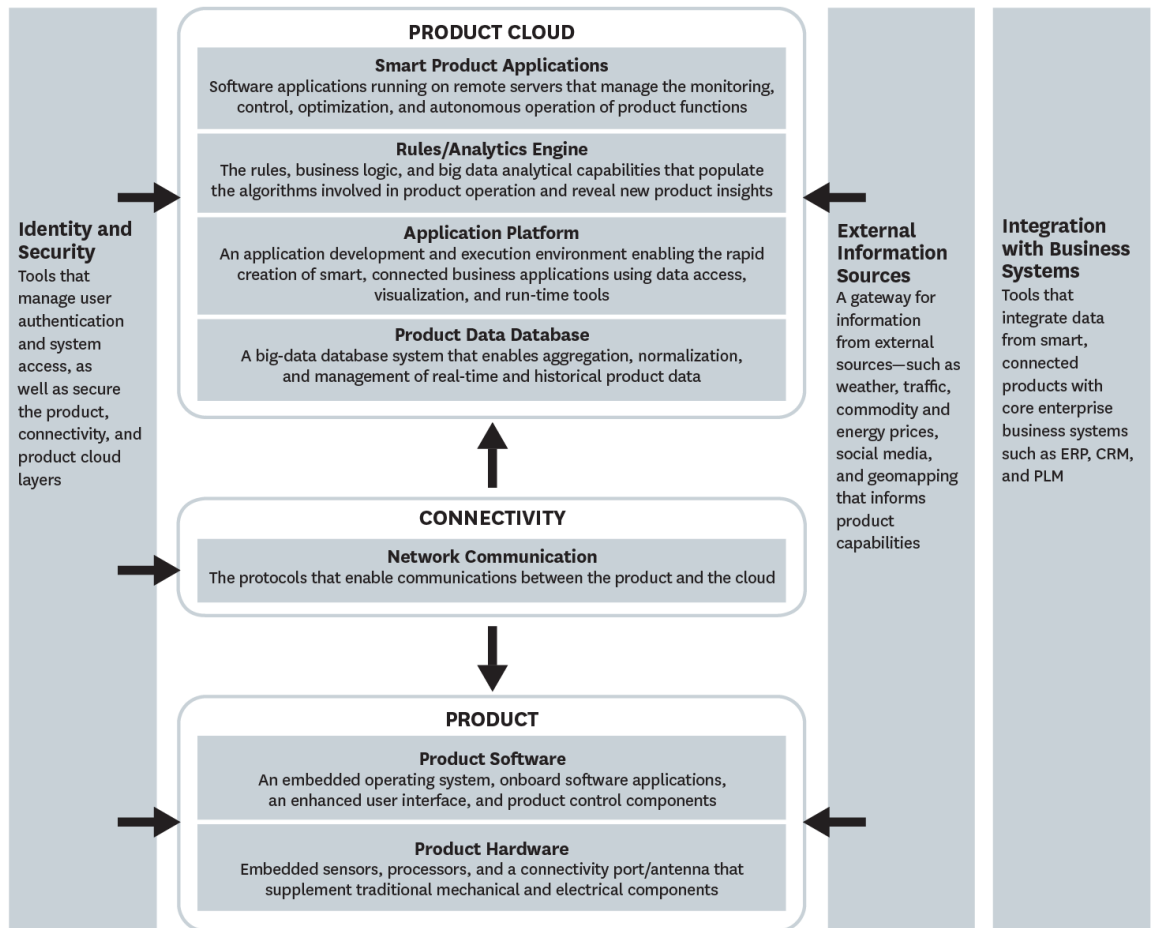 PRODUCT CLOUD
Smart Product Applications
Software applications running on remote servers that manage the monitoring,
control, optimization, and autonomous operation of product functions
Rules/Analytics Engine
The rules, business logic, and big data analytical capabilities that populate
the algorithms involved in product operation and reveal new product insights
Application Platform
An application development and execution environment enabling the rapid
creation of smart, connected business applications using data access,
visualization, and run-time tools
Product Data Database
A big-data database system that enables aggregation, normalization,
and management of real-time and historical product data
CONNECTIVITY
Network Communication
The protocols that enable communications between the product and the cloud
PRODUCT
Product Software
An embedded operating system, onboard software applications,
an enhanced user interface, and product control components
Product Hardware
Embedded sensors, processors, and a connectivity port/antenna that
supplement traditional mechanical and electrical components
Identity and
Security
Tools that
manage user
authentication
and system
access, as
well as secure
the product,
connectivity, and
product cloud
layers
External
Information
Sources
A gateway for
information
from external
sources—such as
weather, traffic,
commodity and
energy prices,
social media,
and geomapping
that informs
product
capabilities
Integration
with Business
Systems
Tools that
integrate data
from smart,
connected
products with
core enterprise
business systems
such as ERP, CRM,
and PLM